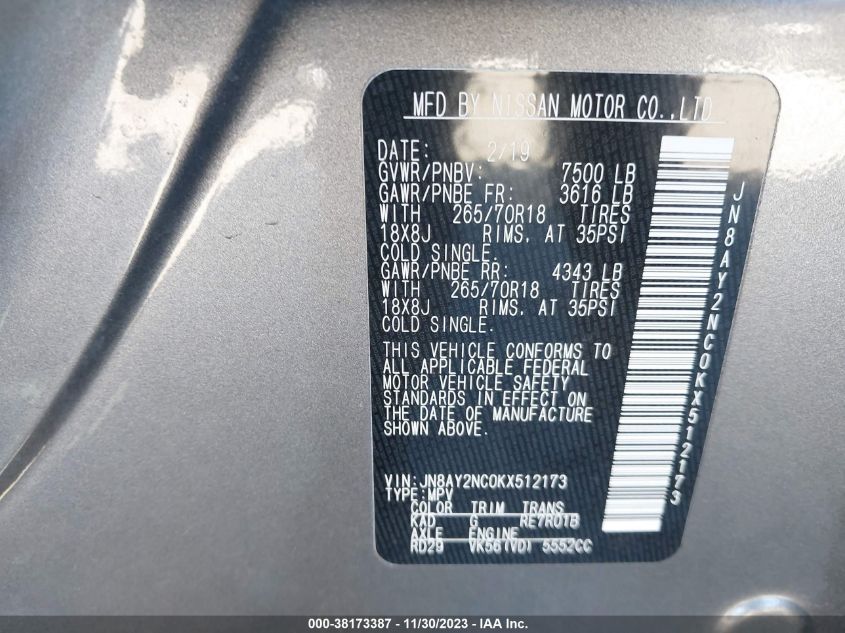 MFD BY NISSAN MOTOR CO.,LTD
DATE: 2/19
GVWR/PNBV: 7500 LB
GAWR/PNBE FR: 3616 LB
WITH 265/70R18 TIRES
18X8J RIMS, AT 35PSI
COLD SINGLE.
GAWR/PNBE RR: 4343 LB
WITH 265/70R18 TIRES
18X8J RIMS, AT 35PSI
COLD SINGLE.
THIS VEHICLE CONFORMS TO
ALL APPLICABLE FEDERAL
MOTOR VEHICLE SAFETY
STANDARDS IN EFFECT ON
THE DATE OF MANUFACTURE
SHOWN ABOVE.
VIN:JN8AY2NC0KX512173
TYPE:MPV
COLOR TRIM TRANS
KAD G RE7R01B
AXLE ENGINE
RD29 VK56(VD) 5552CC
JN8AY2NC0KX512173
000-38173387 - 11/30/2023 - IAA Inc.